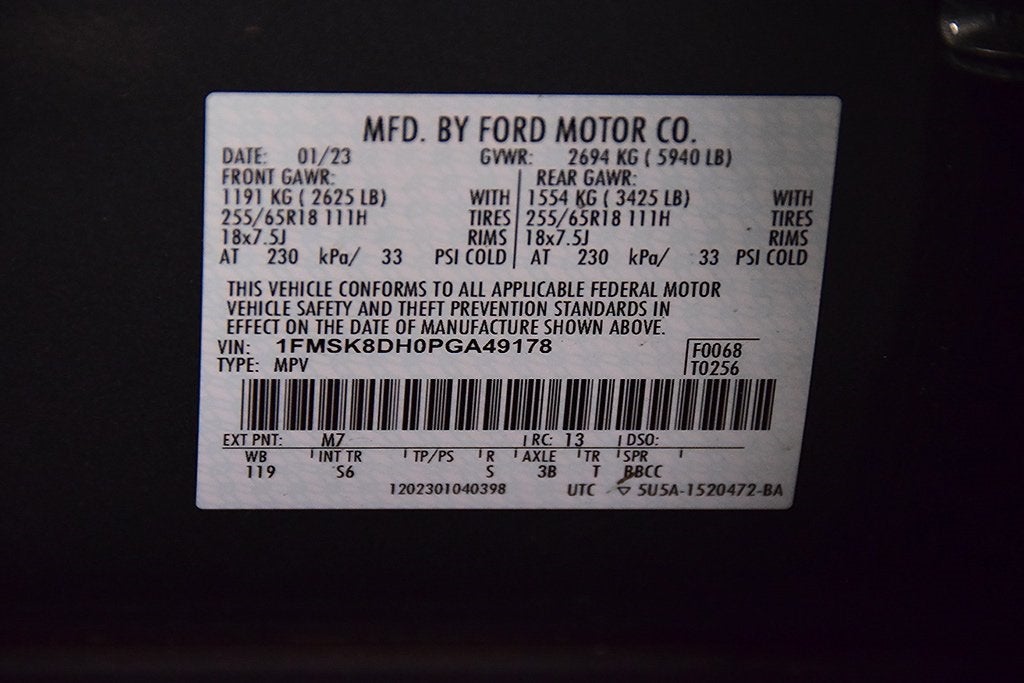 MFD. BY FORD MOTOR CO.
DATE: 01/23 GVWR: 2694 KG ( 5940 LB)
FRONT GAWR: REAR GAWR:
1191 KG ( 2625 LB) WITH 1554 KG ( 3425 LB) WITH
255/65R18 111H TIRES 255/65R18 111H TIRES
18x7.5J RIMS 18x7.5J RIMS
AT 230 kPa/ 33 PSI COLD AT 230 kPa/ 33 PSI COLD
THIS VEHICLE CONFORMS TO ALL APPLICABLE FEDERAL MOTOR
VEHICLE SAFETY AND THEFT PREVENTION STANDARDS IN
EFFECT ON THE DATE OF MANUFACTURE SHOWN ABOVE.
VIN: 1FMSK8DH0PGA49178 F0068
TYPE: MPV T0256
EXT PNT: M7 RC: 13 DSO:
WB INT TR TP/PS R AXLE TR SPR
119 S6 S 3B T BBCC
1202301040398 UTC ▽ 5U5A-1520472-BA